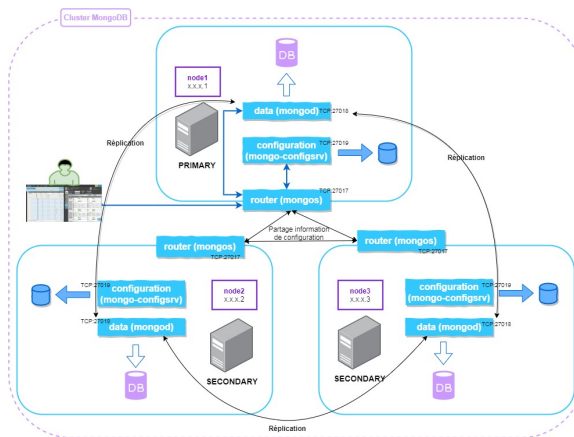 Cluster MongoDB
DB
node1
x.x.x.1
data (mongod)
TCP:27018
Réplication
PRIMARY
configuration
(mongo-configsrv)
TCP:27019
Réplication
router (mongos)
TCP:27017
Partage information
de configuration
router (mongos)
TCP:27017
router (mongos)
TCP:27017
TCP:27019
configuration
(mongo-configsrv)
node2
x.x.x.2
node3
x.x.x.3
configuration
(mongo-configsrv)
TCP:27019
TCP:27018
data (mongod)
data (mongod)
TCP:27018
SECONDARY
SECONDARY
DB
DB
Réplication